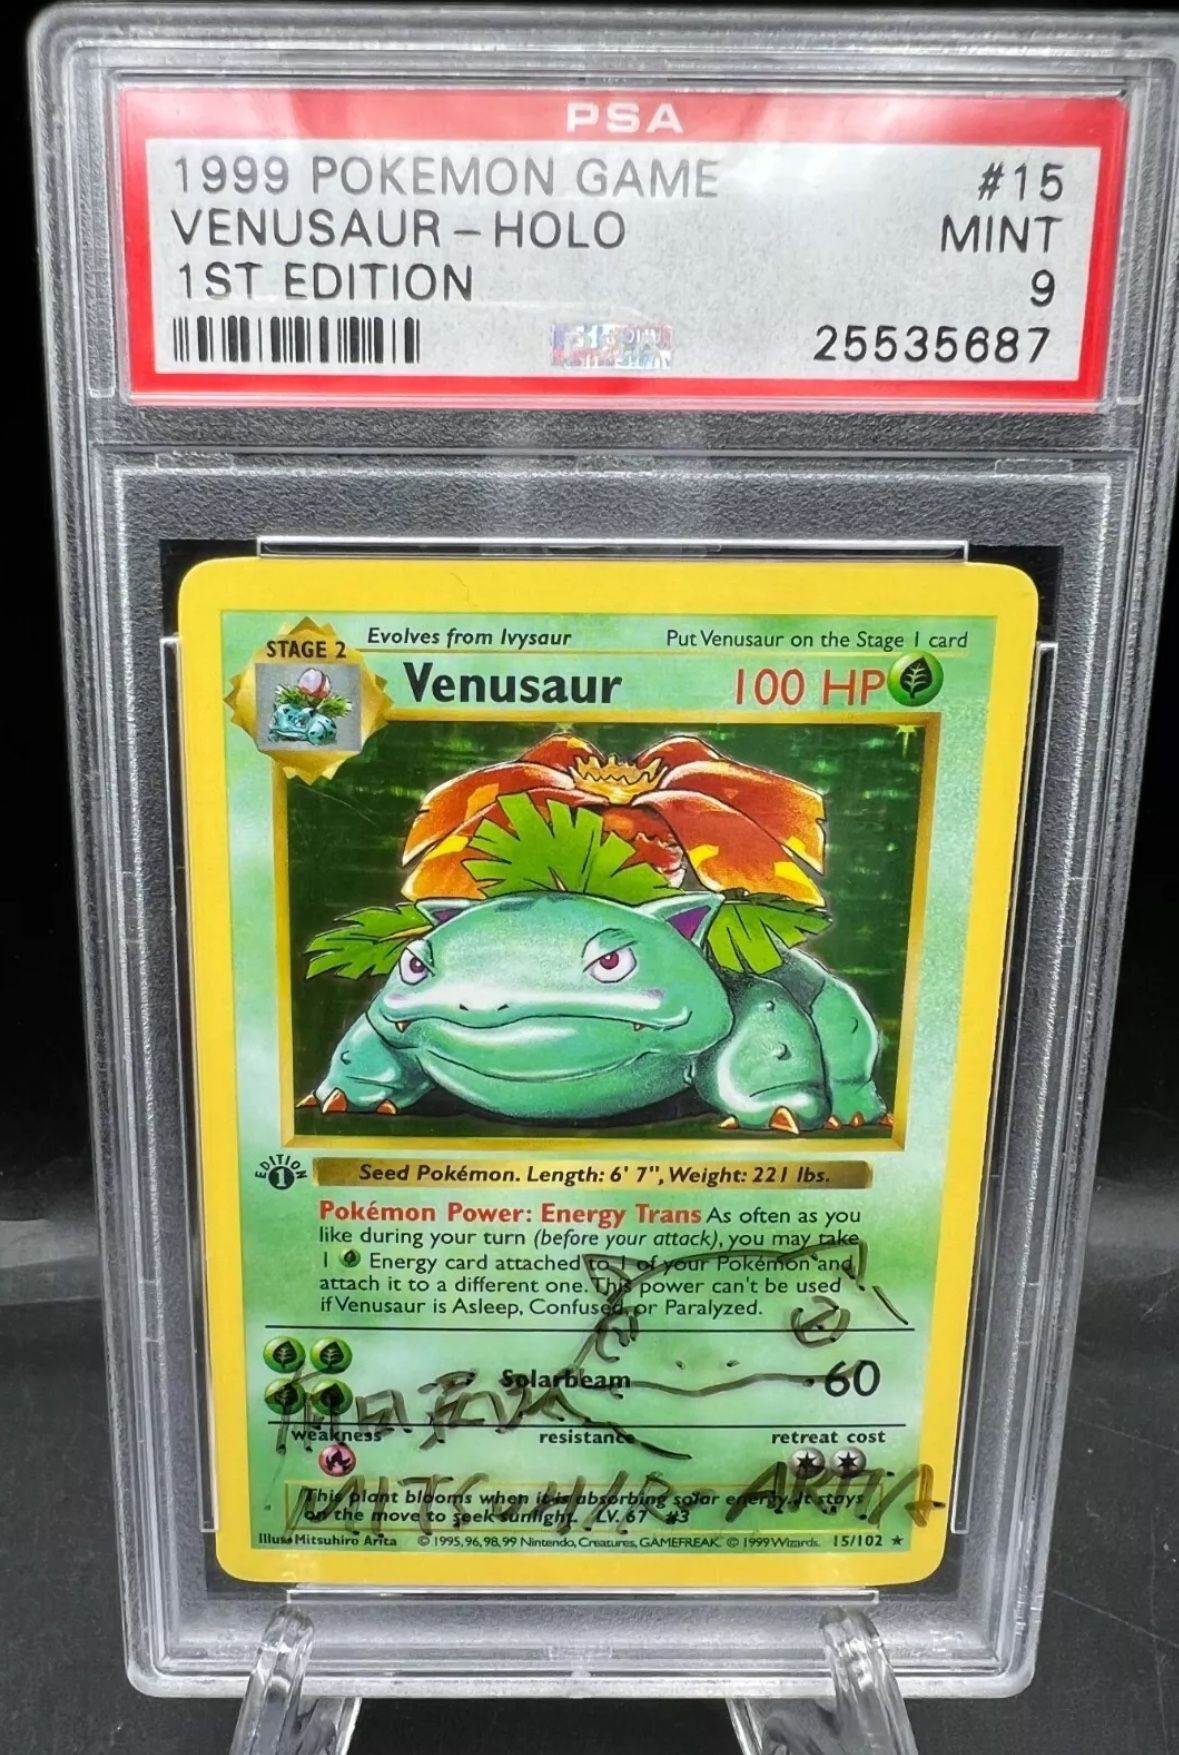 PSA
1999 POKEMON GAME #15
VENUSAUR - HOLO MINT
1ST EDITION 9
25535687
STAGE 2 Evolves from Ivysaur Put Venusaur on the Stage 1 card
Venusaur 100 HP
EDITION 1
Seed Pokémon. Length: 6' 7", Weight: 221 lbs.
Pokémon Power: Energy Trans As often as you
like during your turn (before your attack), you may take
1 Energy card attached to 1 of your Pokémon and
attach it to a different one. This power can't be used
if Venusaur is Asleep, Confused, or Paralyzed.
Solarbeam 60
weakness resistance retreat cost
MITSUHIRO ARITA
This plant blooms when it is absorbing solar energy. It stays
on the move to seek sunlight. LV. 67 #3
Illus. Mitsuhiro Arita © 1995, 96, 98, 99 Nintendo, Creatures, GAMEFREAK. © 1999 Wizards. 15/102 ★